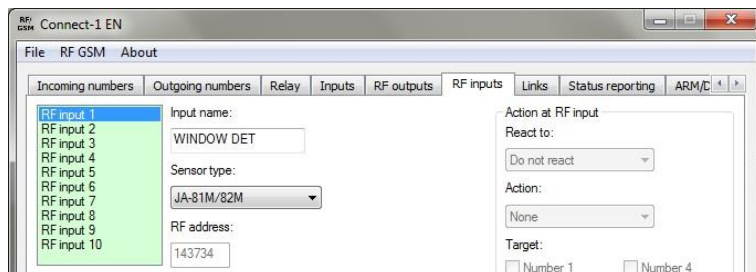 RF/GSM Connect-1 EN
File RF GSM About
Incoming numbers Outgoing numbers Relay Inputs RF outputs RF inputs Links Status reporting ARM/D
RF input 1
RF input 2
RF input 3
RF input 4
RF input 5
RF input 6
RF input 7
RF input 8
RF input 9
RF input 10
Input name:
WINDOW DET
Sensor type:
JA-81M/82M
RF address:
143734
Action at RF input
React to:
Do not react
Action:
None
Target:
Number 1 Number 4